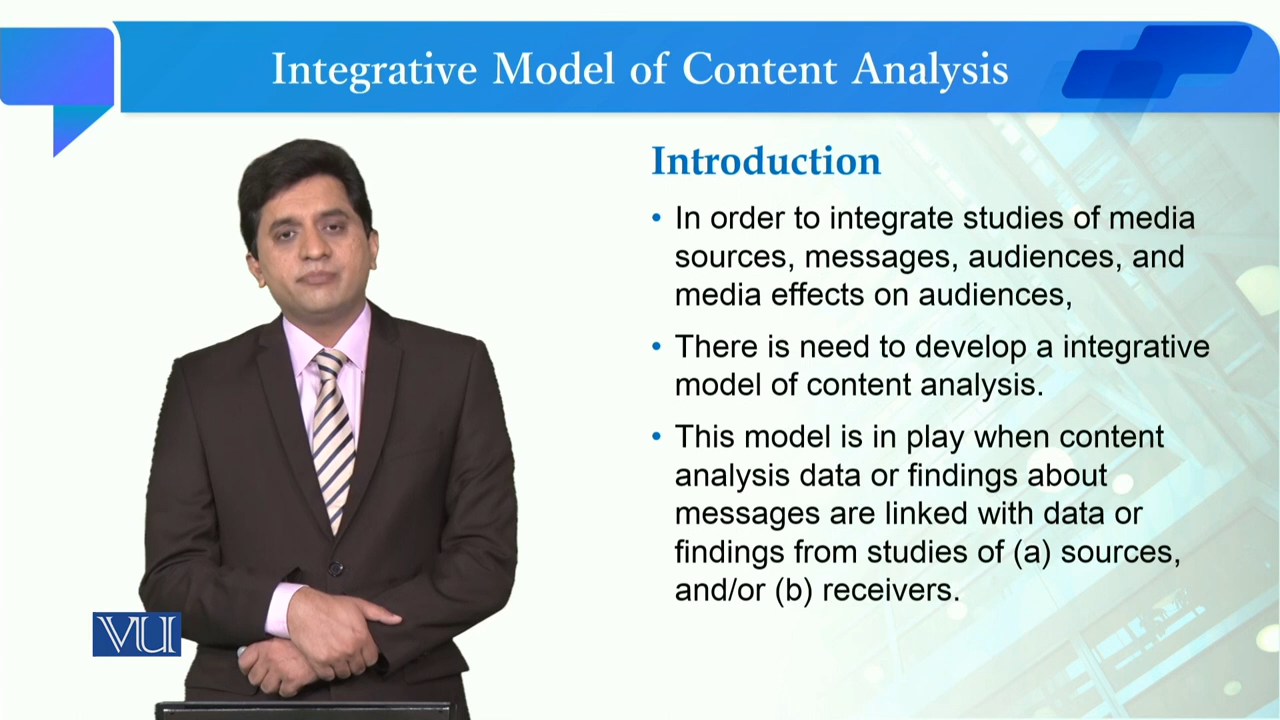 Integrative Model of Content Analysis
Introduction
• In order to integrate studies of media
sources, messages, audiences, and
media effects on audiences,
• There is need to develop a integrative
model of content analysis.
• This model is in play when content
analysis data or findings about
messages are linked with data or
findings from studies of (a) sources,
and/or (b) receivers.
VU